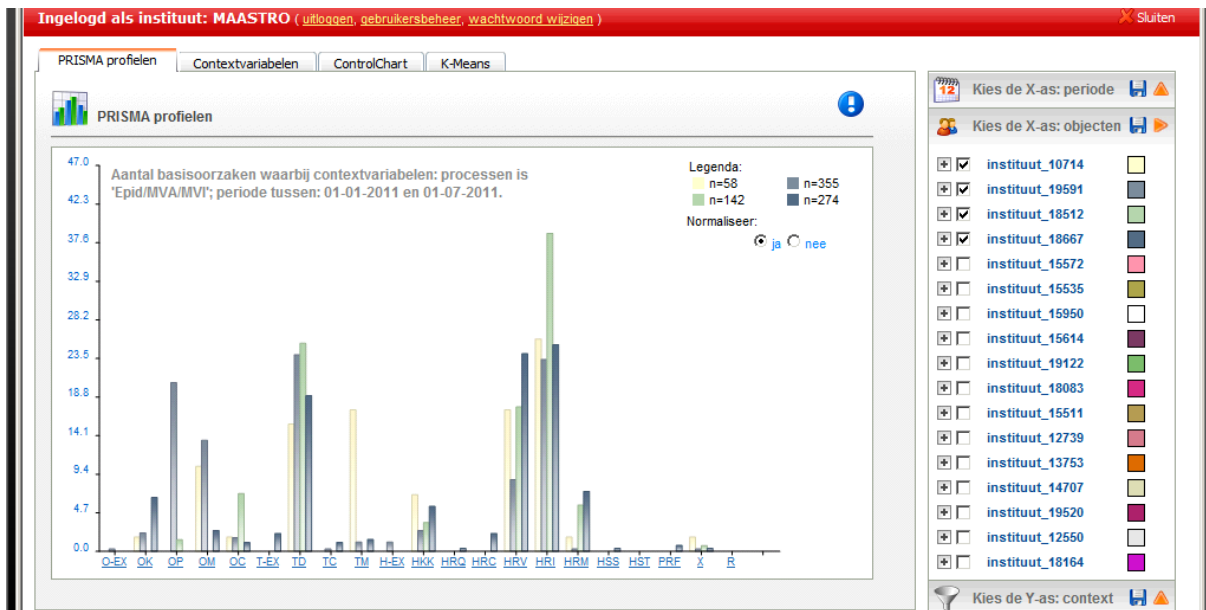 Ingelogd als instituut: MAASTRO ( uitloggen, gebruikersbeheer, wachtwoord wijzigen )
Sluiten
PRISMA profielen
Contextvariabelen
ControlChart
K-Means
12
PRISMA profielen
Aantal basisoorzaken waarbij contextvariabelen: processen is
'Epid/MVA/MVI'; periode tussen: 01-01-2011 en 01-07-2011.
Legenda:
n=58 n=355
n=142 n=274
Normaliseer:
ja nee
47.0
42.3
37.6
32.9
28.2
23.5
18.8
14.1
9.4
4.7
0.0
O-EX OK OP OM OC T-EX TD TC TM H-EX HKK HRQ HRC HRV HRI HRM HSS HST PRF X R
Kies de X-as: periode
Kies de X-as: objecten
instituut_10714
instituut_19591
instituut_18512
instituut_18667
instituut_15572
instituut_15535
instituut_15950
instituut_15614
instituut_19122
instituut_18083
instituut_15511
instituut_12739
instituut_13753
instituut_14707
instituut_19520
instituut_12550
instituut_18164
Kies de Y-as: context